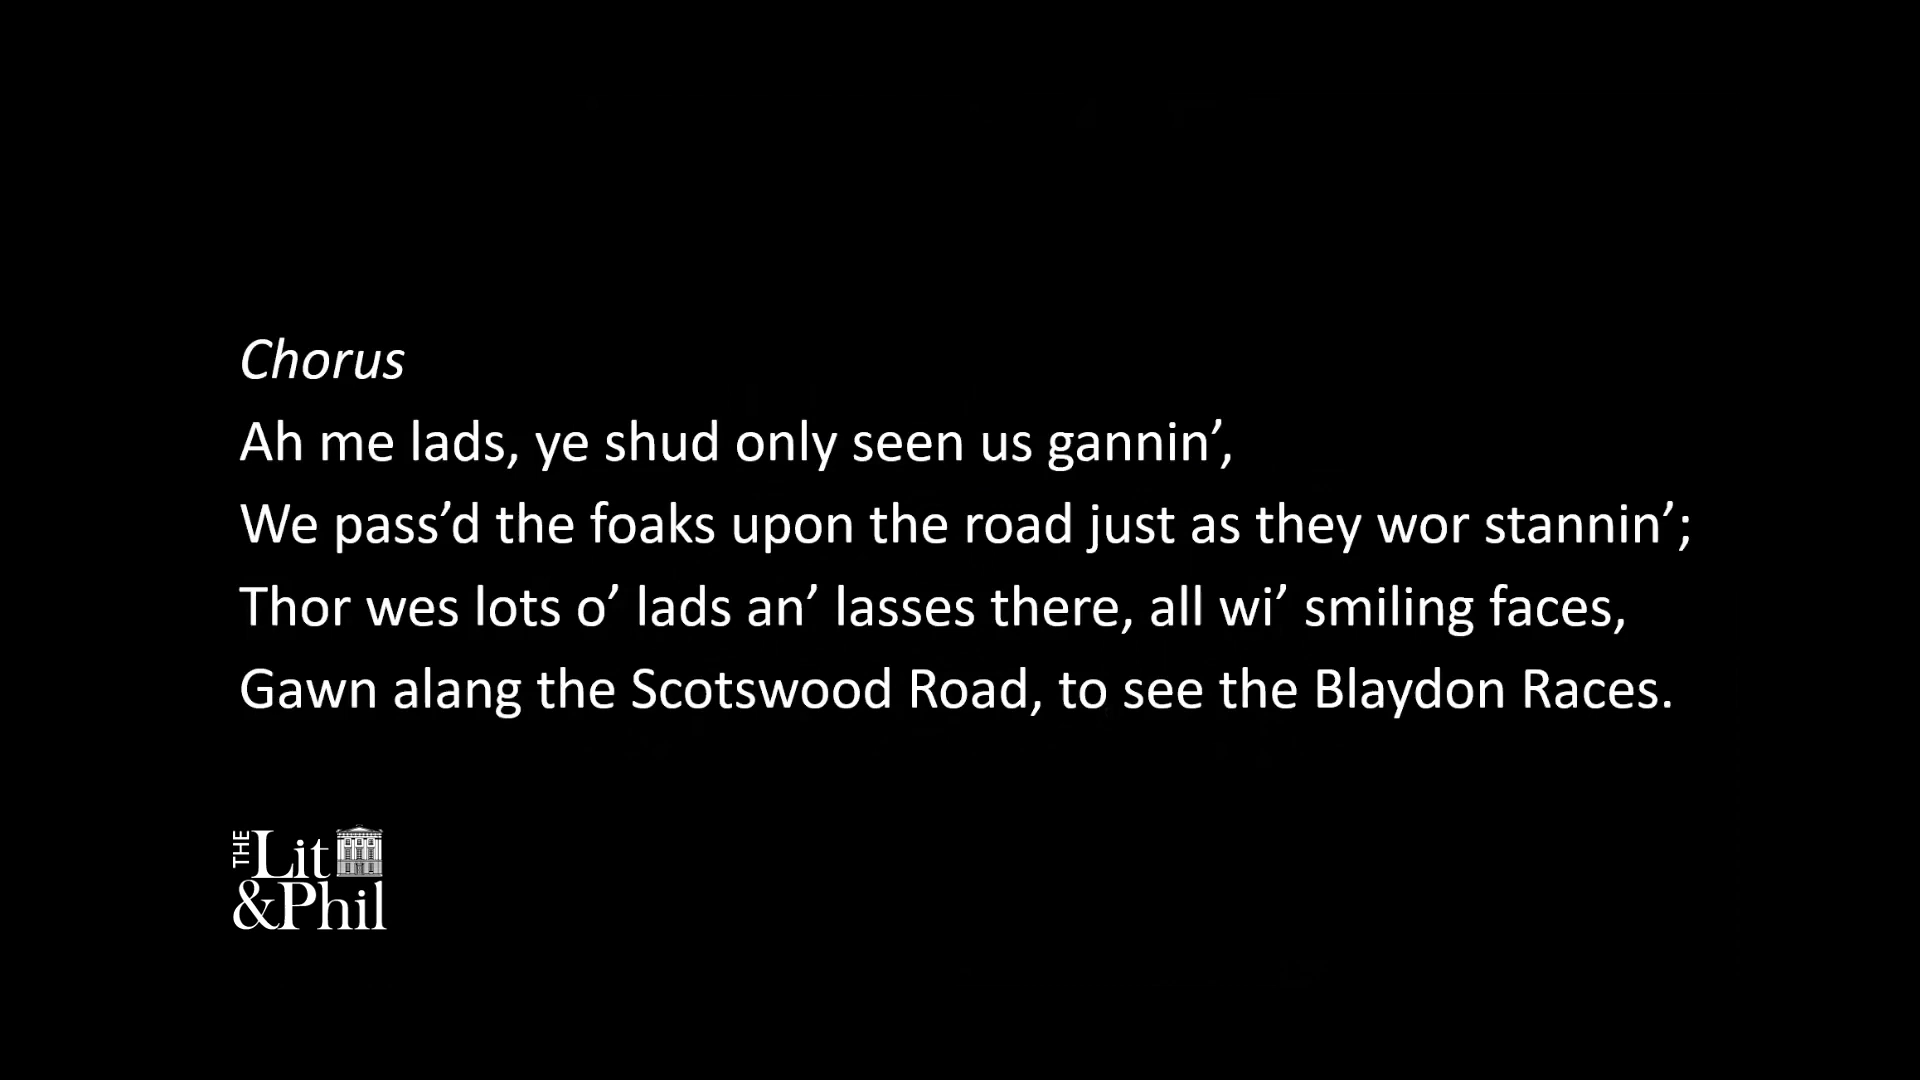 Chorus
Ah me lads, ye shud only seen us gannin’,
We pass’d the foaks upon the road just as they wor stannin’;
Thor wes lots o’ lads an’ lasses there, all wi’ smiling faces,
Gawn alang the Scotswood Road, to see the Blaydon Races.
THE Lit
&Phil